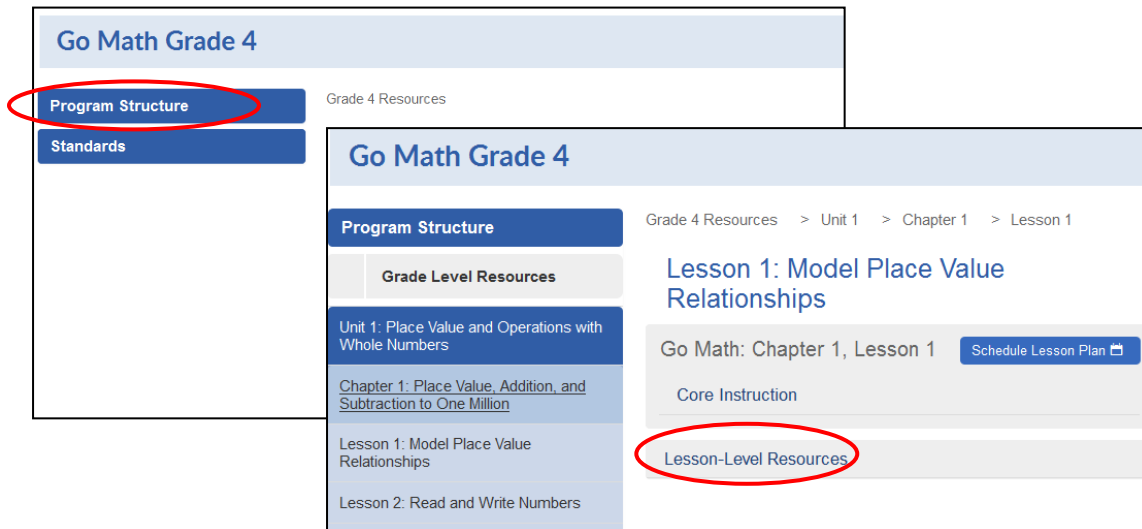 Go Math Grade 4
Program Structure
Standards
Grade 4 Resources
Go Math Grade 4
Program Structure
Grade Level Resources
Unit 1: Place Value and Operations with
Whole Numbers
Chapter 1: Place Value, Addition, and
Subtraction to One Million
Lesson 1: Model Place Value
Relationships
Lesson 2: Read and Write Numbers
Grade 4 Resources > Unit 1 > Chapter 1 > Lesson 1
Lesson 1: Model Place Value
Relationships
Go Math: Chapter 1, Lesson 1
Schedule Lesson Plan
Core Instruction
Lesson-Level Resources